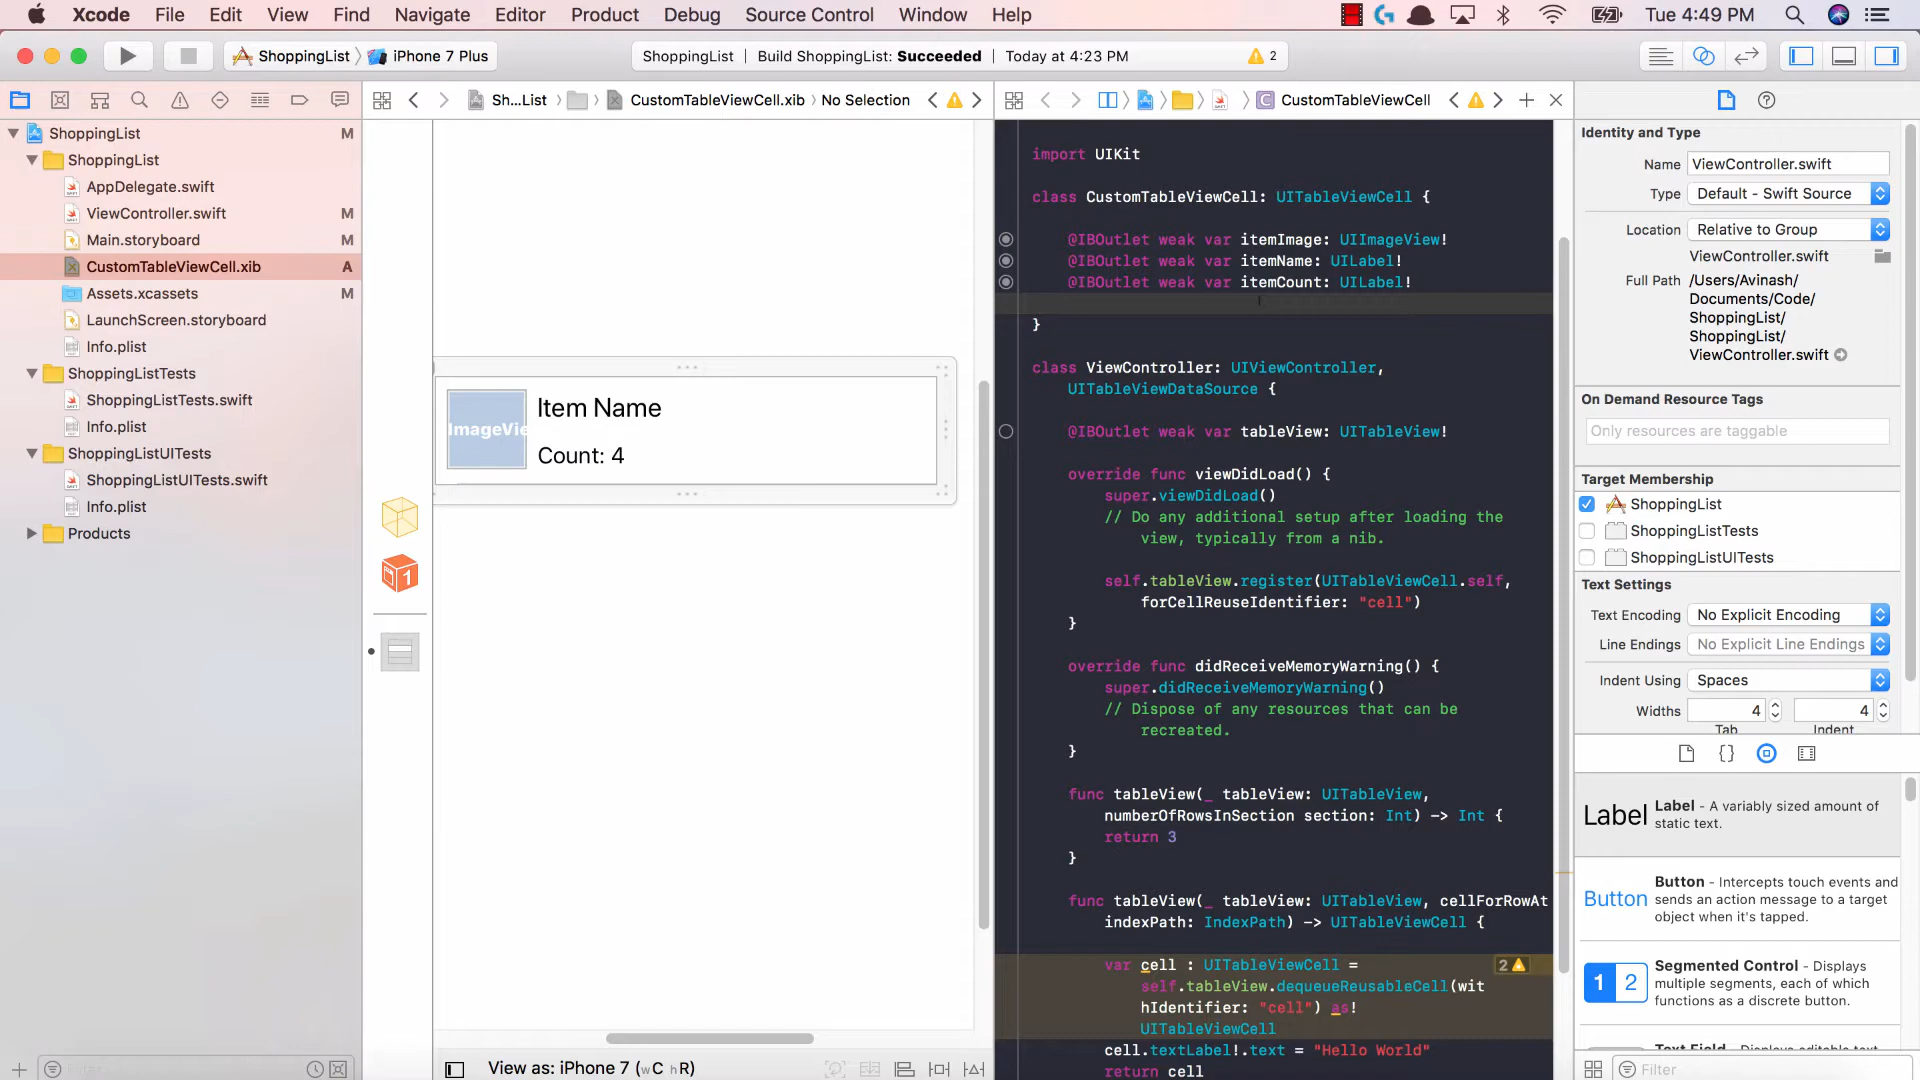 Xcode File Edit View Find Navigate Editor Product Debug Source Control Window Help Tue 4:49 PM
ShoppingList iPhone 7 Plus ShoppingList Build ShoppingList: Succeeded Today at 4:23 PM 2
Sh...List CustomTableViewCell.xib No Selection CustomTableViewCell
ShoppingList M
ShoppingList
AppDelegate.swift
ViewController.swift M
Main.storyboard M
CustomTableViewCell.xib A
Assets.xcassets M
LaunchScreen.storyboard
Info.plist
ShoppingListTests
ShoppingListTests.swift
Info.plist
ShoppingListUITests
ShoppingListUITests.swift
Info.plist
Products
Item Name
ImageVie
Count: 4
1
View as: iPhone 7 (wC hR)
import UIKit
class CustomTableViewCell: UITableViewCell {
@IBOutlet weak var itemImage: UIImageView!
@IBOutlet weak var itemName: UILabel!
@IBOutlet weak var itemCount: UILabel!
}
class ViewController: UIViewController,
UITableViewDataSource {
@IBOutlet weak var tableView: UITableView!
override func viewDidLoad() {
super.viewDidLoad()
// Do any additional setup after loading the
view, typically from a nib.
self.tableView.register(UITableViewCell.self,
forCellReuseIdentifier: "cell")
}
override func didReceiveMemoryWarning() {
super.didReceiveMemoryWarning()
// Dispose of any resources that can be
recreated.
}
func tableView(_ tableView: UITableView,
numberOfRowsInSection section: Int) -> Int {
return 3
}
func tableView(_ tableView: UITableView, cellForRowAt
indexPath: IndexPath) -> UITableViewCell {
var cell : UITableViewCell = 2
self.tableView.dequeueReusableCell(wit
hIdentifier: "cell") as!
UITableViewCell
cell.textLabel!.text = "Hello World"
return cell
Identity and Type
Name ViewController.swift
Type Default - Swift Source
Location Relative to Group
ViewController.swift
Full Path /Users/Avinash/
Documents/Code/
ShoppingList/
ShoppingList/
ViewController.swift
On Demand Resource Tags
Only resources are taggable
Target Membership
ShoppingList
ShoppingListTests
ShoppingListUITests
Text Settings
Text Encoding No Explicit Encoding
Line Endings No Explicit Line Endings
Indent Using Spaces
Widths 4 4
Tab Indent
{}
Label Label - A variably sized amount of
static text.
Button Button - Intercepts touch events and
sends an action message to a target
object when it's tapped.
1 2 Segmented Control - Displays
multiple segments, each of which
functions as a discrete button.
Text Field - Displays editable text
Filter